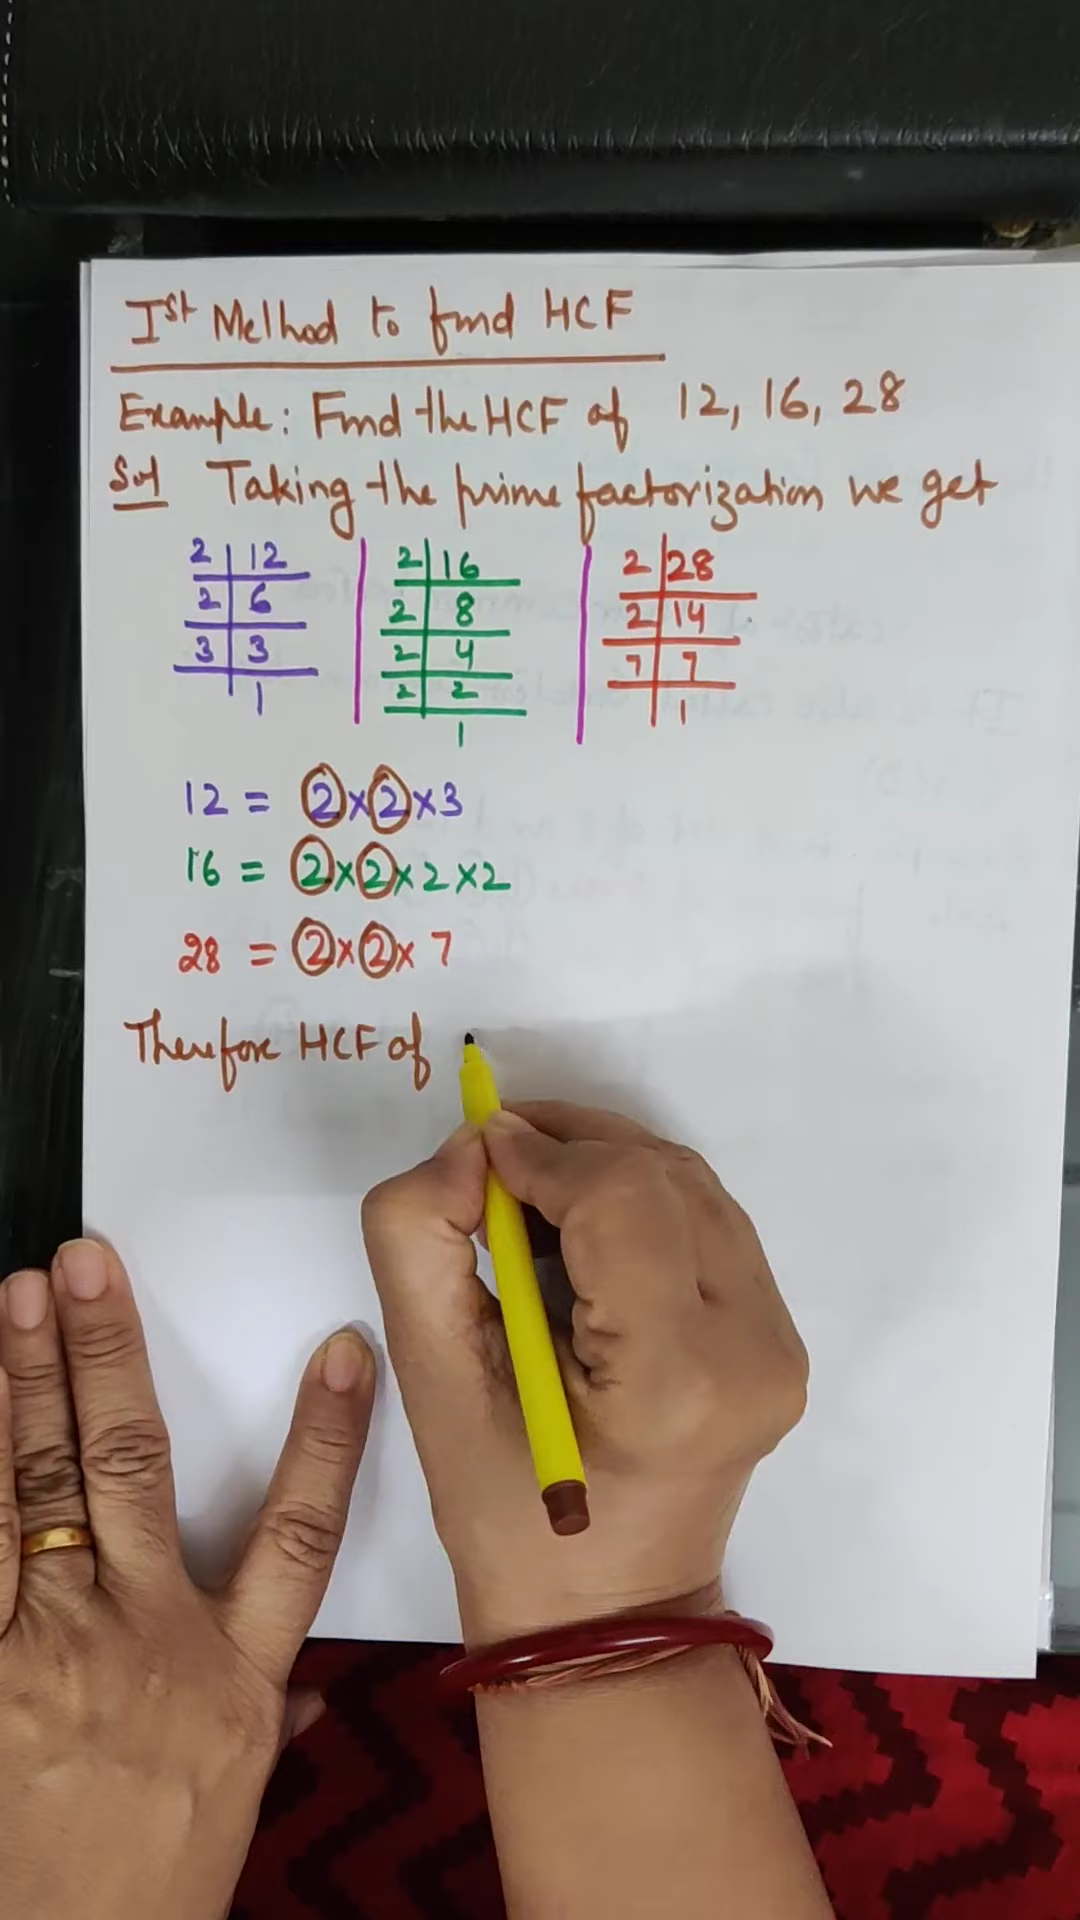 Ist Method to find HCF
Example: Find the HCF of 12, 16, 28
Sol Taking the prime factorization we get
2 12
2 6
3 3
1
2 16
2 8
2 4
2 2
1
2 28
2 14
7 7
1
12 = 2×2×3
16 = 2×2×2×2
28 = 2×2×7
Therefore HCF of